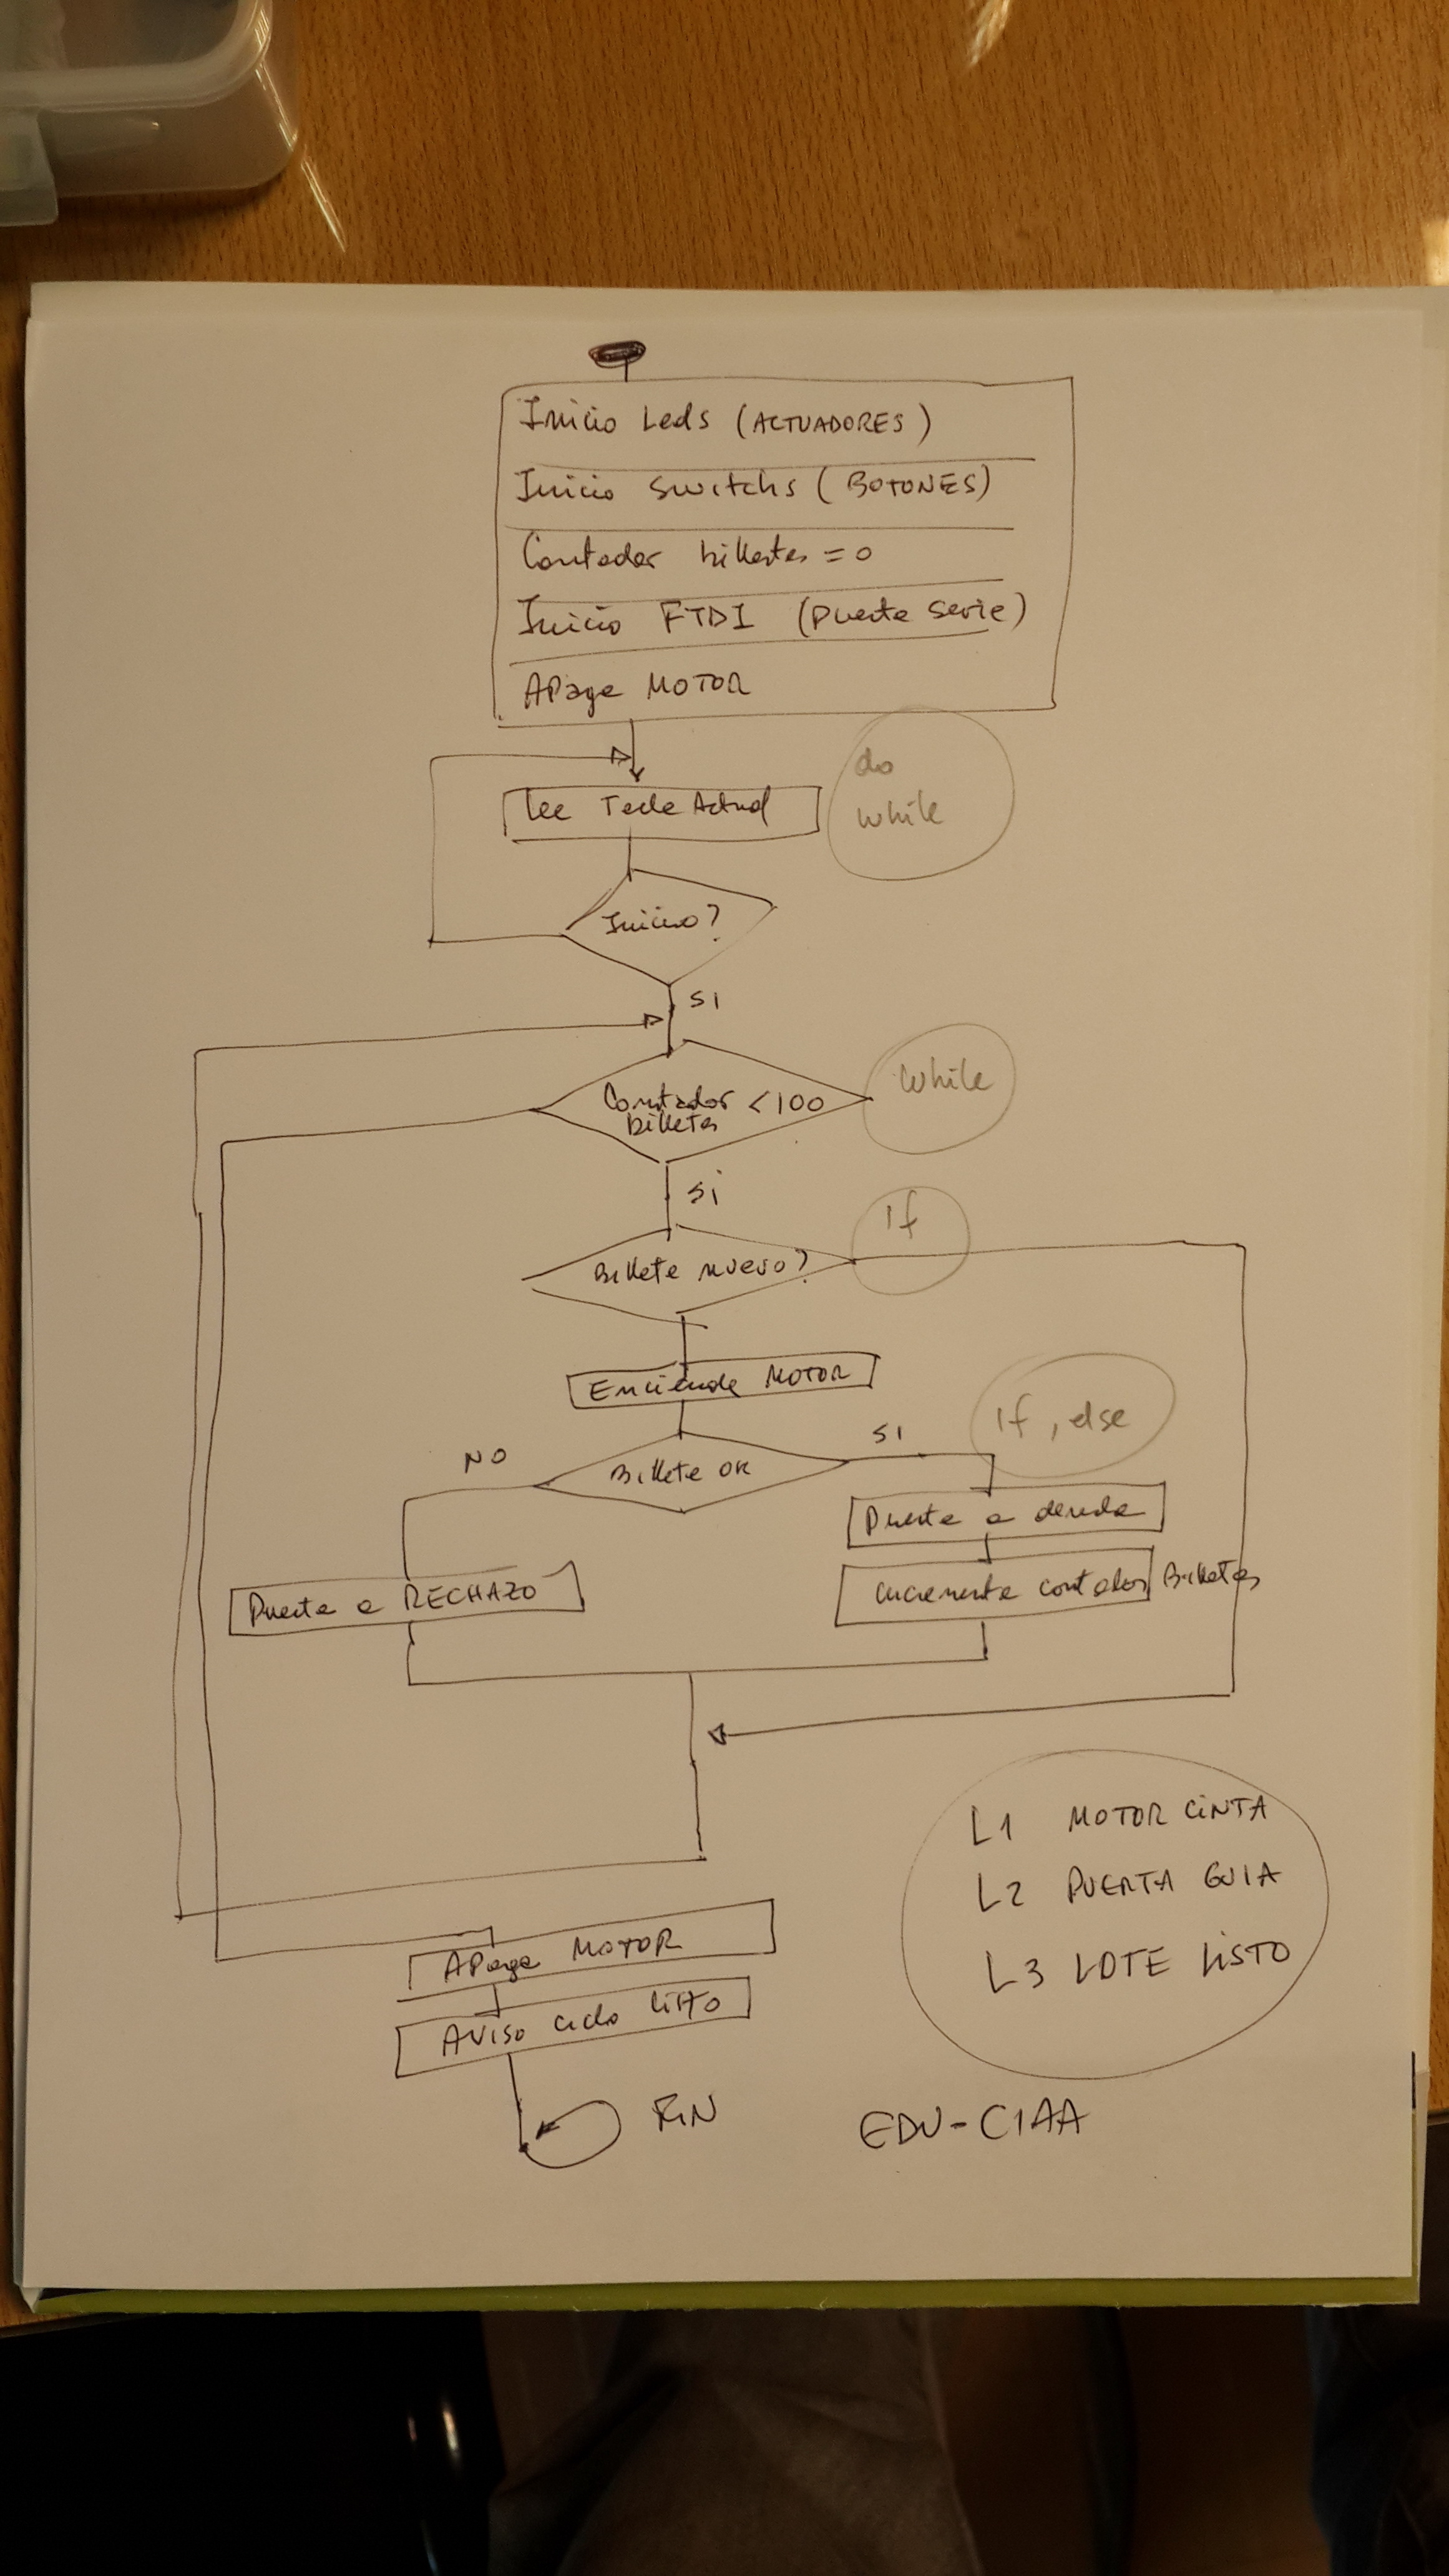 Inicio Leds (ACTUADORES)
Inicio switchs (BOTONES)
Contador billetes = 0
Inicio FTDI (puerto serie)
APaga MOTOR
do
while
Lee Tecla Actual
Inicio?
SI
Contador < 100
billetes
while
SI
If
Billete nuevo?
Enciende MOTOR
If, else
SI
NO
Billete OK
Puerta a
Puerta a RECHAZO
incrementa contador Billetes
L1 MOTOR CINTA
L2 PUERTA GUIA
L3 LOTE LISTO
APaga MOTOR
Aviso ciclo listo
FIN
EDU-CIAA